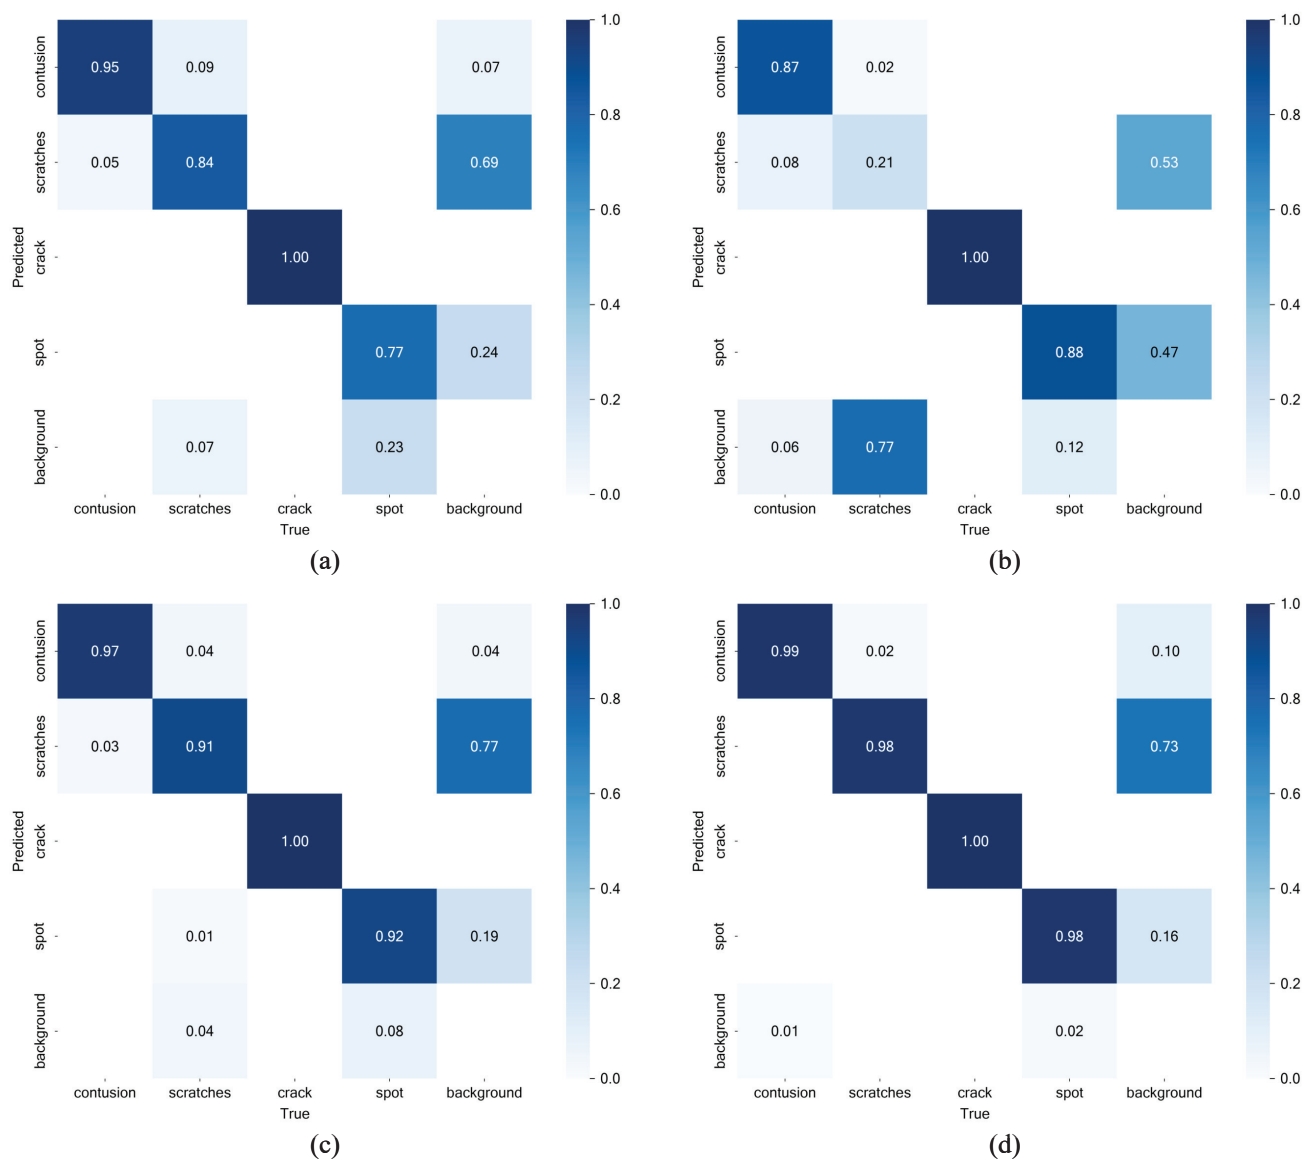 contusion 0.95 0.09 0.07 1.0
scratches 0.05 0.84 0.69 0.8
0.6
Predicted
crack 1.00
0.4
spot 0.77 0.24
0.2
background 0.07 0.23
0.0
contusion scratches crack spot background
True
(a)
contusion 0.87 0.02 1.0
scratches 0.08 0.21 0.53 0.8
0.6
Predicted
crack 1.00
0.4
spot 0.88 0.47
0.2
background 0.06 0.77 0.12
0.0
contusion scratches crack spot background
True
(b)
contusion 0.97 0.04 0.04 1.0
scratches 0.03 0.91 0.77 0.8
0.6
Predicted
crack 1.00
0.4
spot 0.01 0.92 0.19
0.2
background 0.04 0.08
0.0
contusion scratches crack spot background
True
(c)
contusion 0.99 0.02 0.10 1.0
scratches 0.98 0.73 0.8
0.6
Predicted
crack 1.00
0.4
spot 0.98 0.16
0.2
background 0.01 0.02
0.0
contusion scratches crack spot background
True
(d)